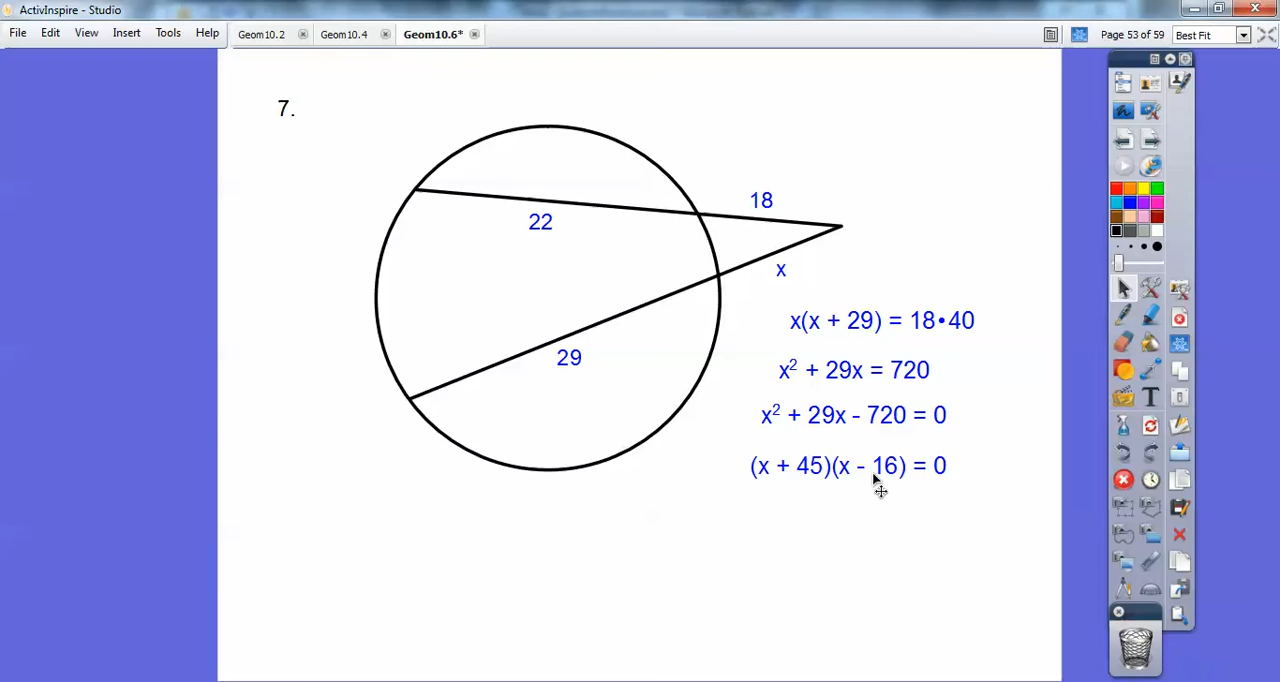 ActivInspire - Studio
File Edit View Insert Tools Help
Geom10.2 Geom10.4 Geom10.6*
Page 53 of 59 Best Fit
7.
18
22
x
x(x + 29) = 18•40
29
x² + 29x = 720
x² + 29x - 720 = 0
(x + 45)(x - 16) = 0